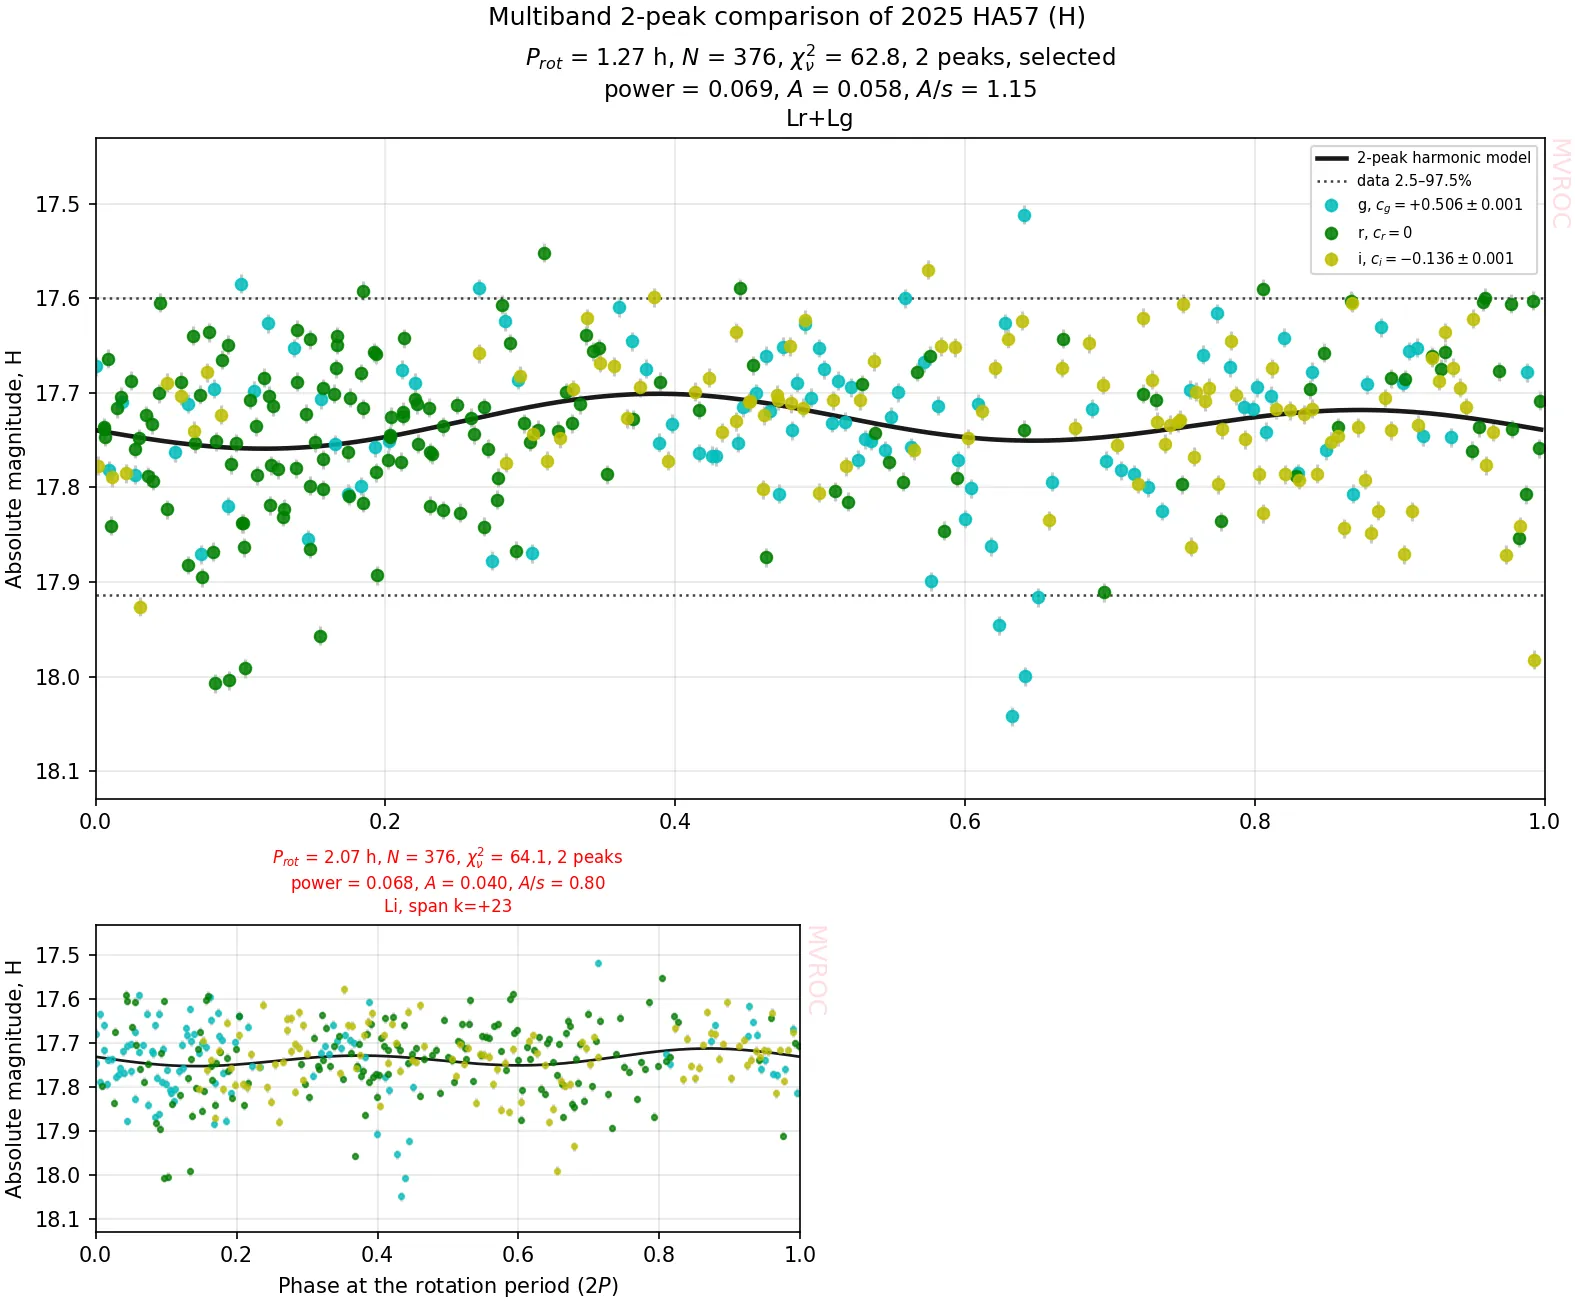 Multiband 2-peak comparison of 2025 HA57 (H)
P_rot = 1.27 h, N = 376, χ²_ν = 62.8, 2 peaks, selected
power = 0.069, A = 0.058, A/s = 1.15
Lr+Lg
2-peak harmonic model
data 2.5–97.5%
g, c_g = +0.506 ± 0.001
r, c_r = 0
i, c_i = −0.136 ± 0.001
MVROC
Absolute magnitude, H
17.5
17.6
17.7
17.8
17.9
18.0
18.1
0.0 0.2 0.4 0.6 0.8 1.0
P_rot = 2.07 h, N = 376, χ²_ν = 64.1, 2 peaks
power = 0.068, A = 0.040, A/s = 0.80
Li, span k=+23
MVROC
Absolute magnitude, H
17.5
17.6
17.7
17.8
17.9
18.0
18.1
0.0 0.2 0.4 0.6 0.8 1.0
Phase at the rotation period (2P)